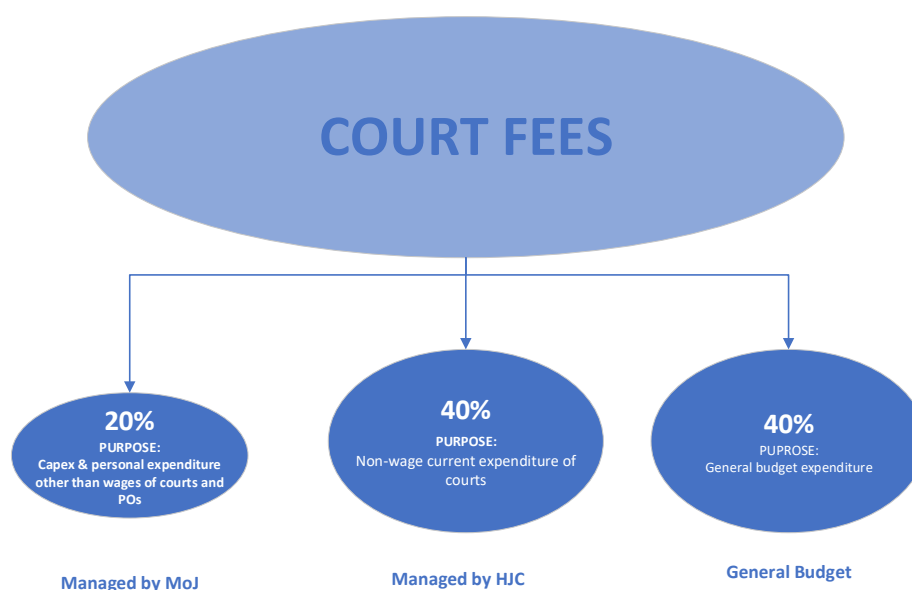 COURT FEES
20%
PURPOSE:
Capex & personal expenditure
other than wages of courts and
POs
40%
PURPOSE:
Non-wage current expenditure of
courts
40%
PUPROSE:
General budget expenditure
Managed by MoJ
Managed by HJC
General Budget